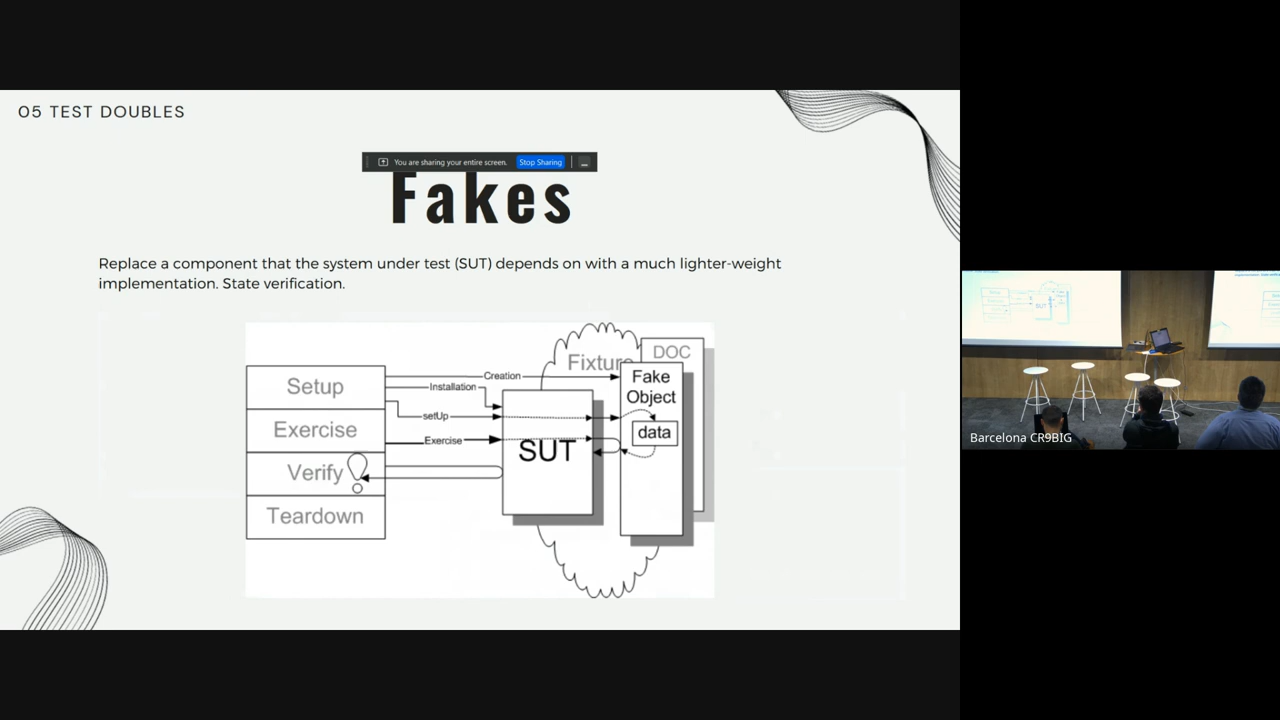 05 TEST DOUBLES
You are sharing your entire screen. Stop Sharing
Fakes
Replace a component that the system under test (SUT) depends on with a much lighter-weight
implementation. State verification.
Setup
Exercise
Verify
Teardown
Creation
Installation
setUp
Exercise
SUT
Fixture
DOC
Fake
Object
data
Barcelona CR9BIG